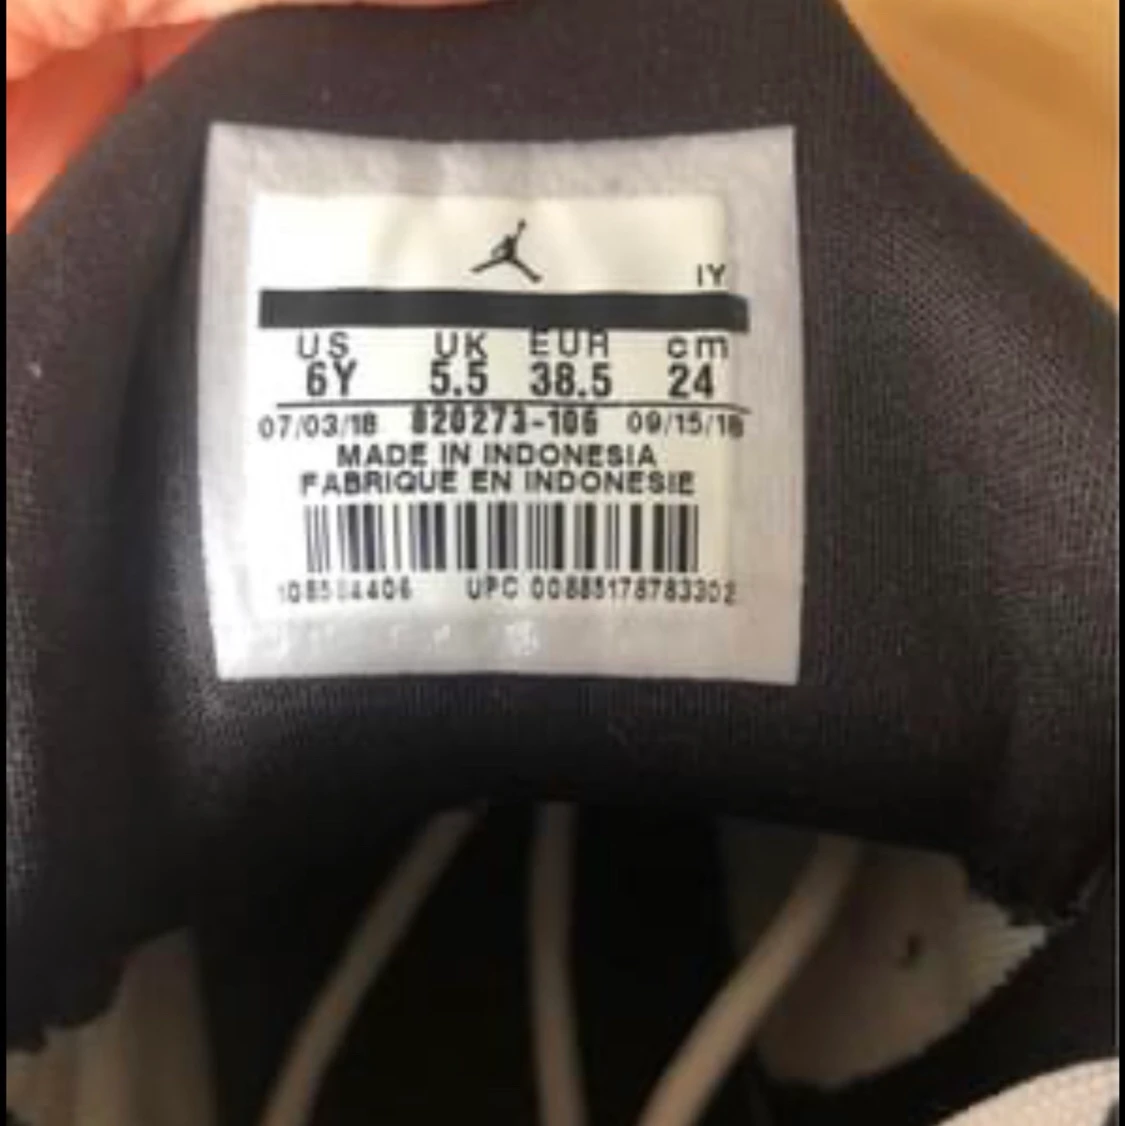 IY
US UK EUR cm
6Y 5.5 38.5 24
07/03/18 820273-106 09/15/18
MADE IN INDONESIA
FABRIQUE EN INDONESIE
UPC 00885178783302